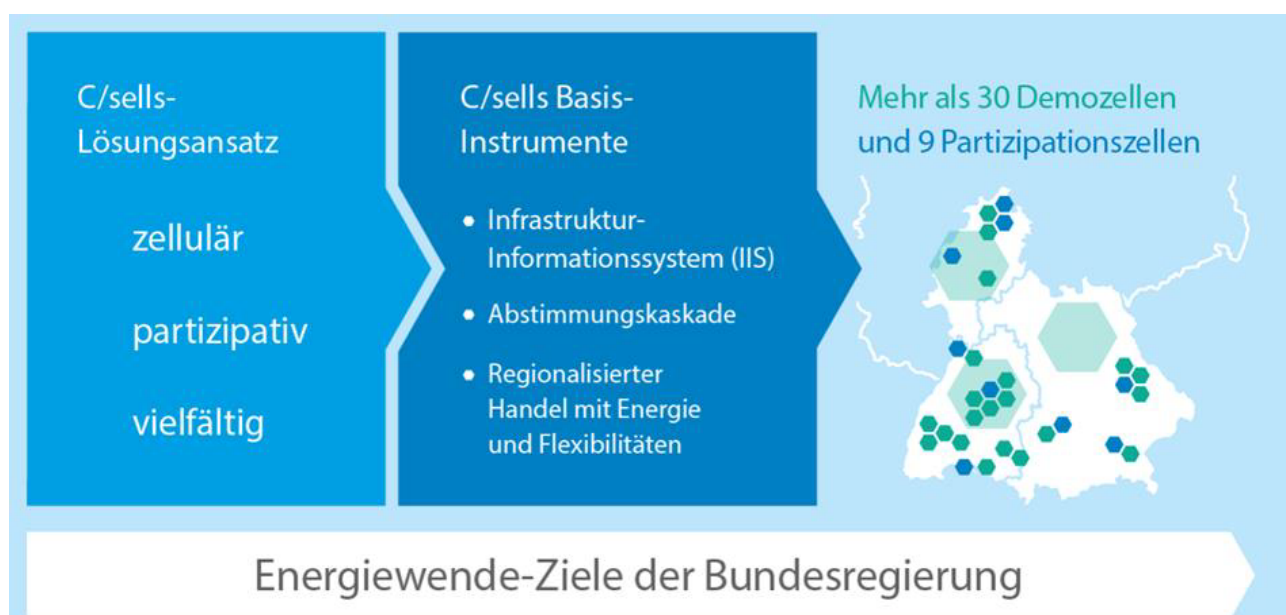 C/sells-
Lösungsansatz
zellulär
partizipativ
vielfältig
C/sells Basis-
Instrumente
Infrastruktur-
Informationssystem (IIS)
Abstimmungskaskade
Regionalisierter
Handel mit Energie
und Flexibilitäten
Mehr als 30 Demozellen
und 9 Partizipationszellen
Energiewende-Ziele der Bundesregierung